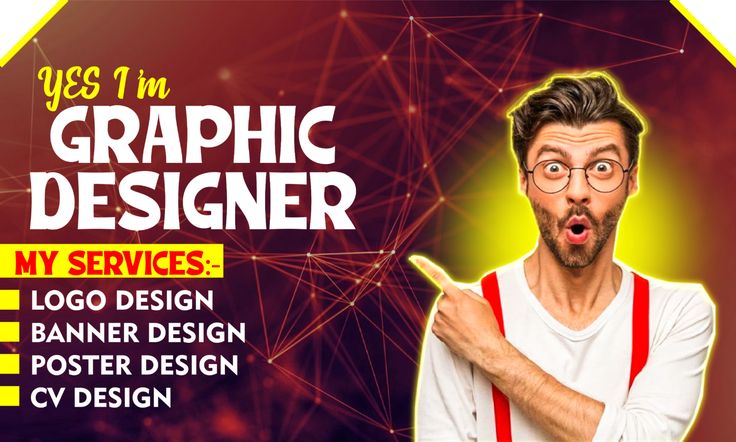 YES I'm
GRAPHIC
DESIGNER
MY SERVICES:-
LOGO DESIGN
BANNER DESIGN
POSTER DESIGN
CV DESIGN